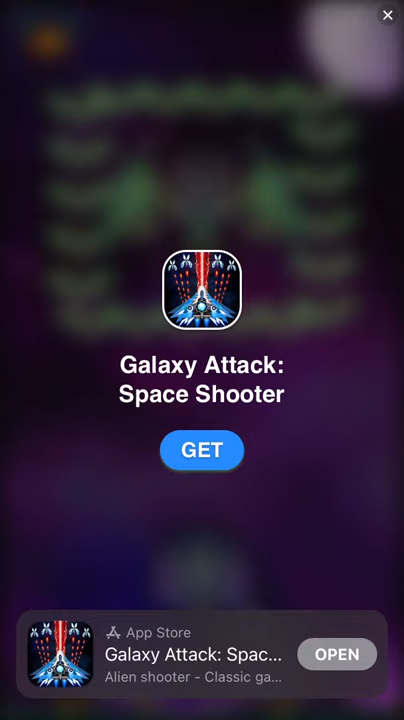 Galaxy Attack:
Space Shooter
GET
App Store
Galaxy Attack: Spac...
Alien shooter - Classic ga...
OPEN